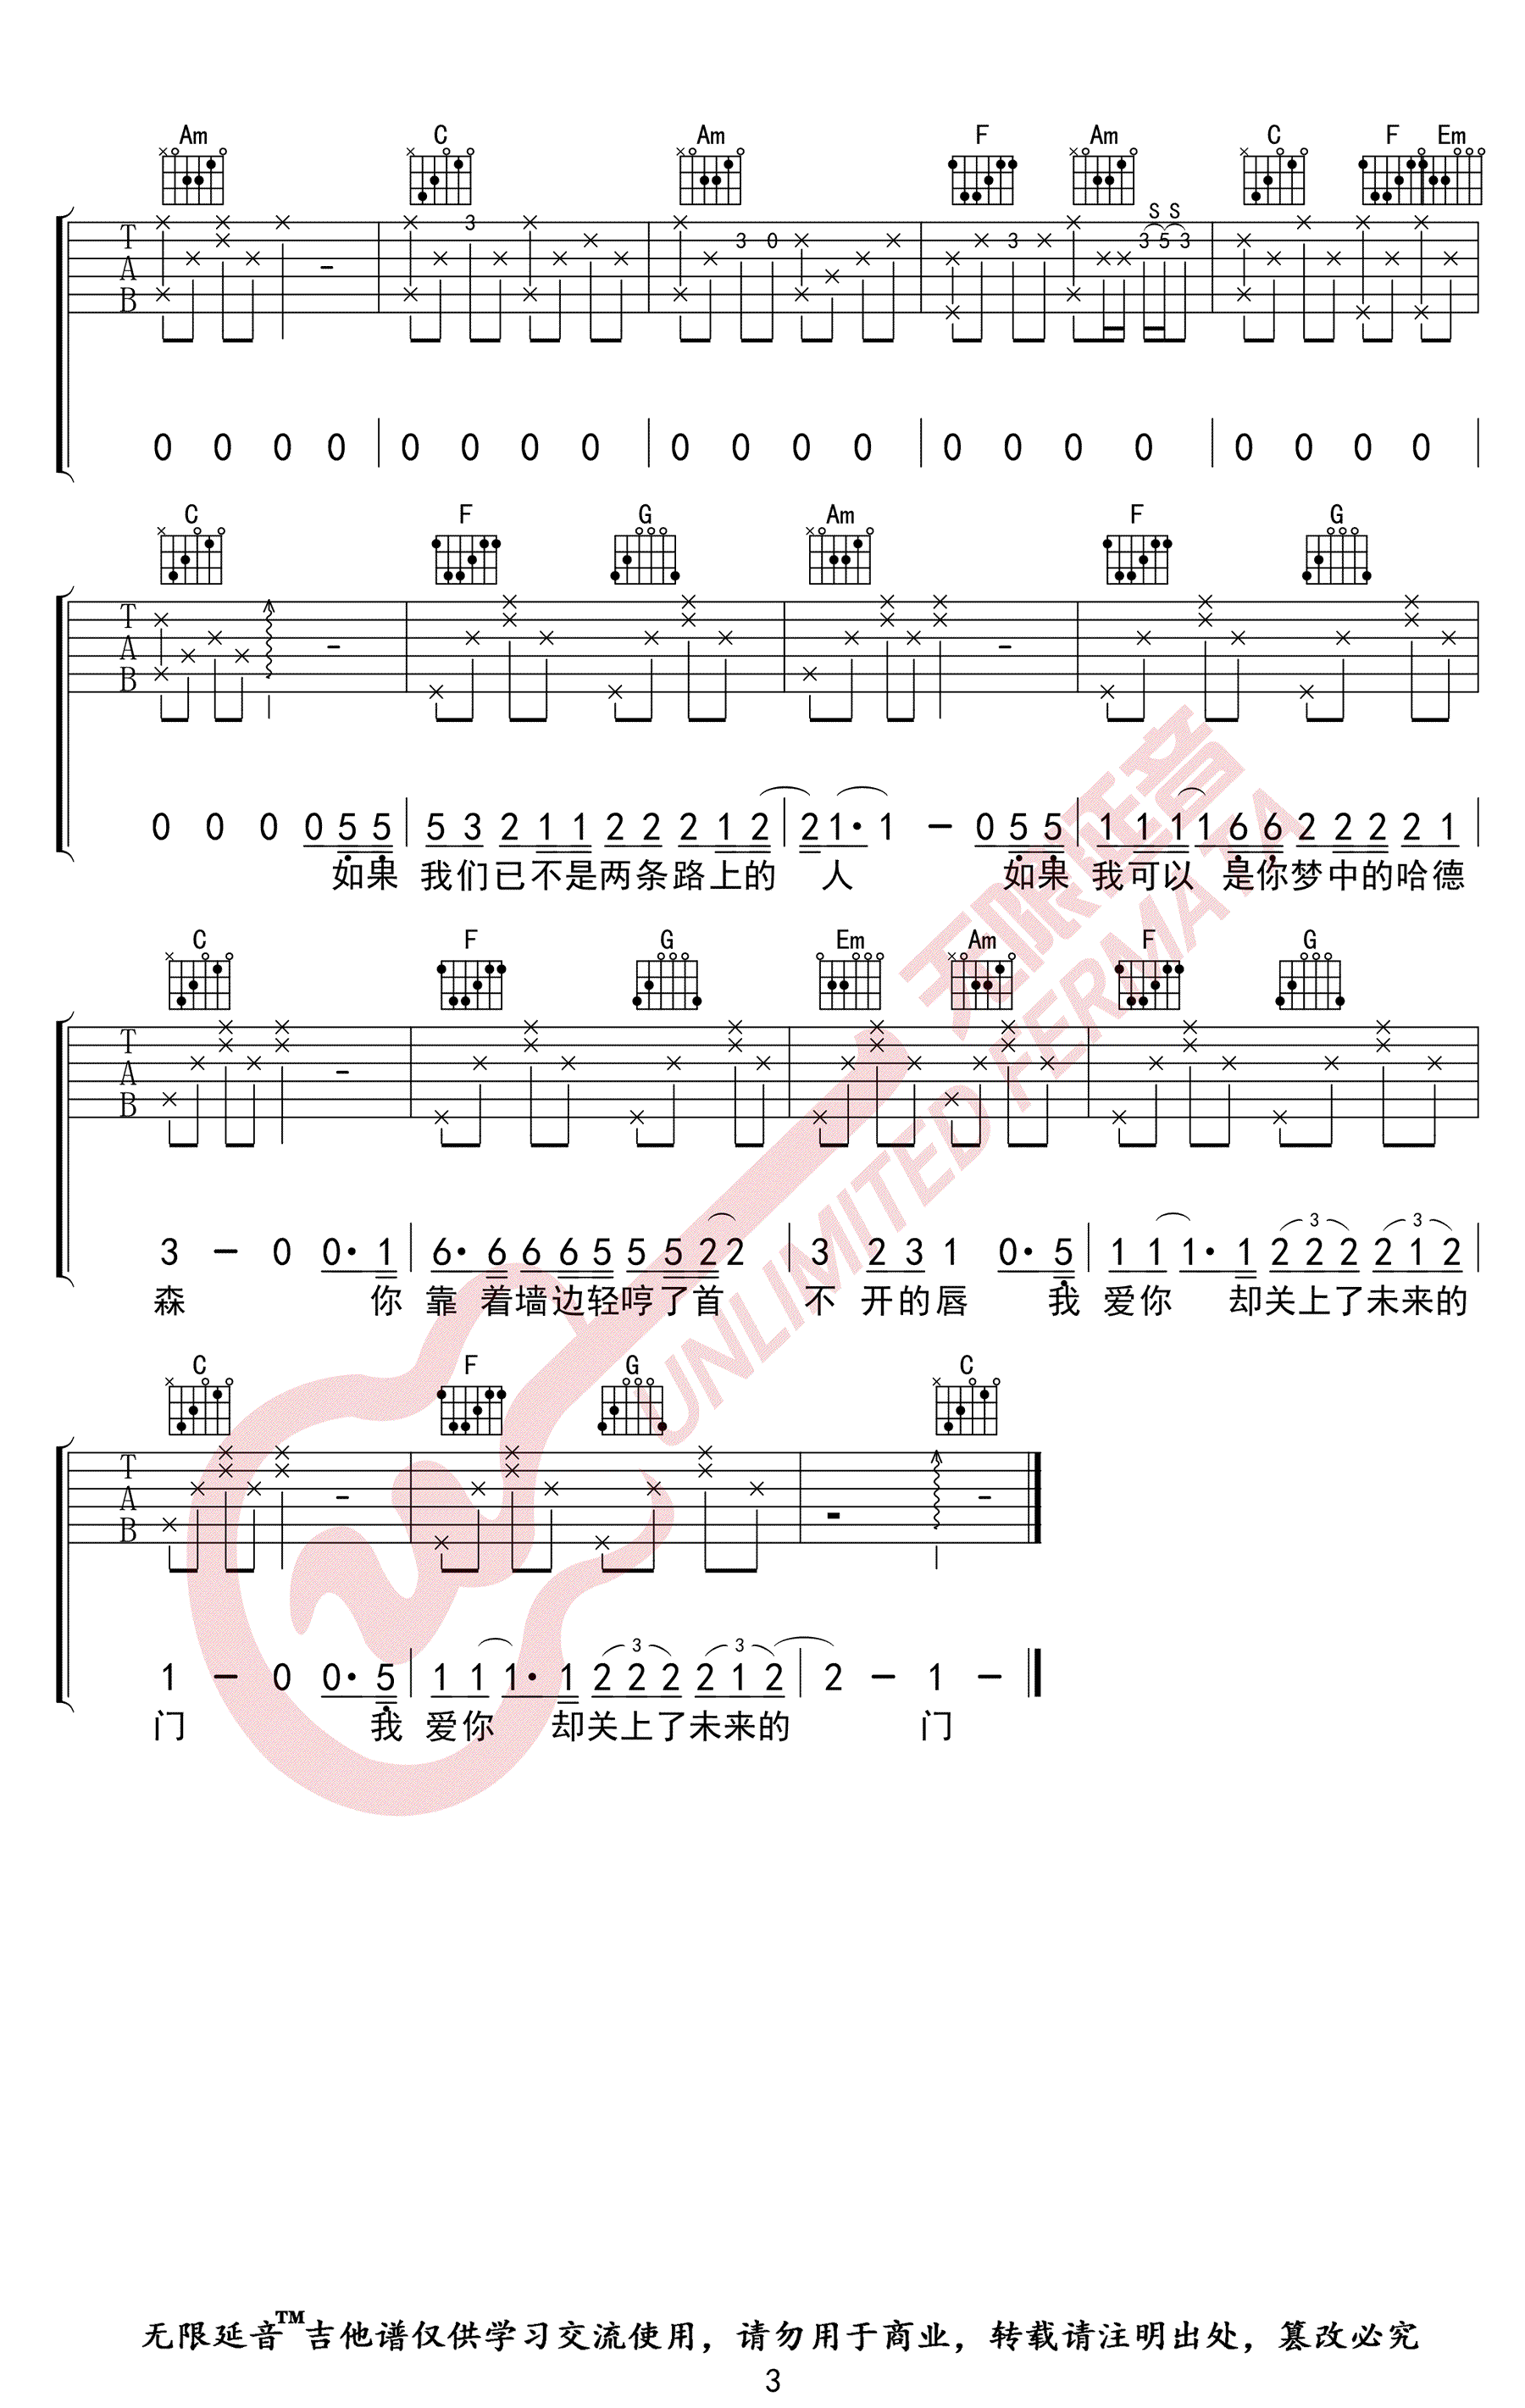 Am C Am F Am C F Em
S S
T A B 3 3 0 3 3 5 3
0 0 0 0 0 0 0 0 0 0 0 0 0 0 0 0 0 0 0 0
C F G Am F G
T A B
0 0 0 0 5 5 5 3 2 1 1 2 2 2 1 2 2 1· 1 — 0 5 5 1 1 1 1 6 6 2 2 2 2 1
如果 我们已不是两条路上的 人 如果 我可以 是你梦中的哈德
C F G Em Am F G
T A B
3 — 0 0· 1 6· 6 6 6 5 5 5 2 2 3 2 3 1 0· 5 1 1 1· 1 2 2 2 2 1 2
3 3
森 你 靠 着墙边轻哼了首 不 开的唇 我 爱你 却关上了未来的
C F G C
T A B
3 3
1 — 0 0· 5 1 1 1· 1 2 2 2 2 1 2 2 — 1 —
门 我 爱你 却关上了未来的 门
无限延音
UNLIMITED FERMATA
无限延音™吉他谱仅供学习交流使用，请勿用于商业，转载请注明出处，篡改必究
3